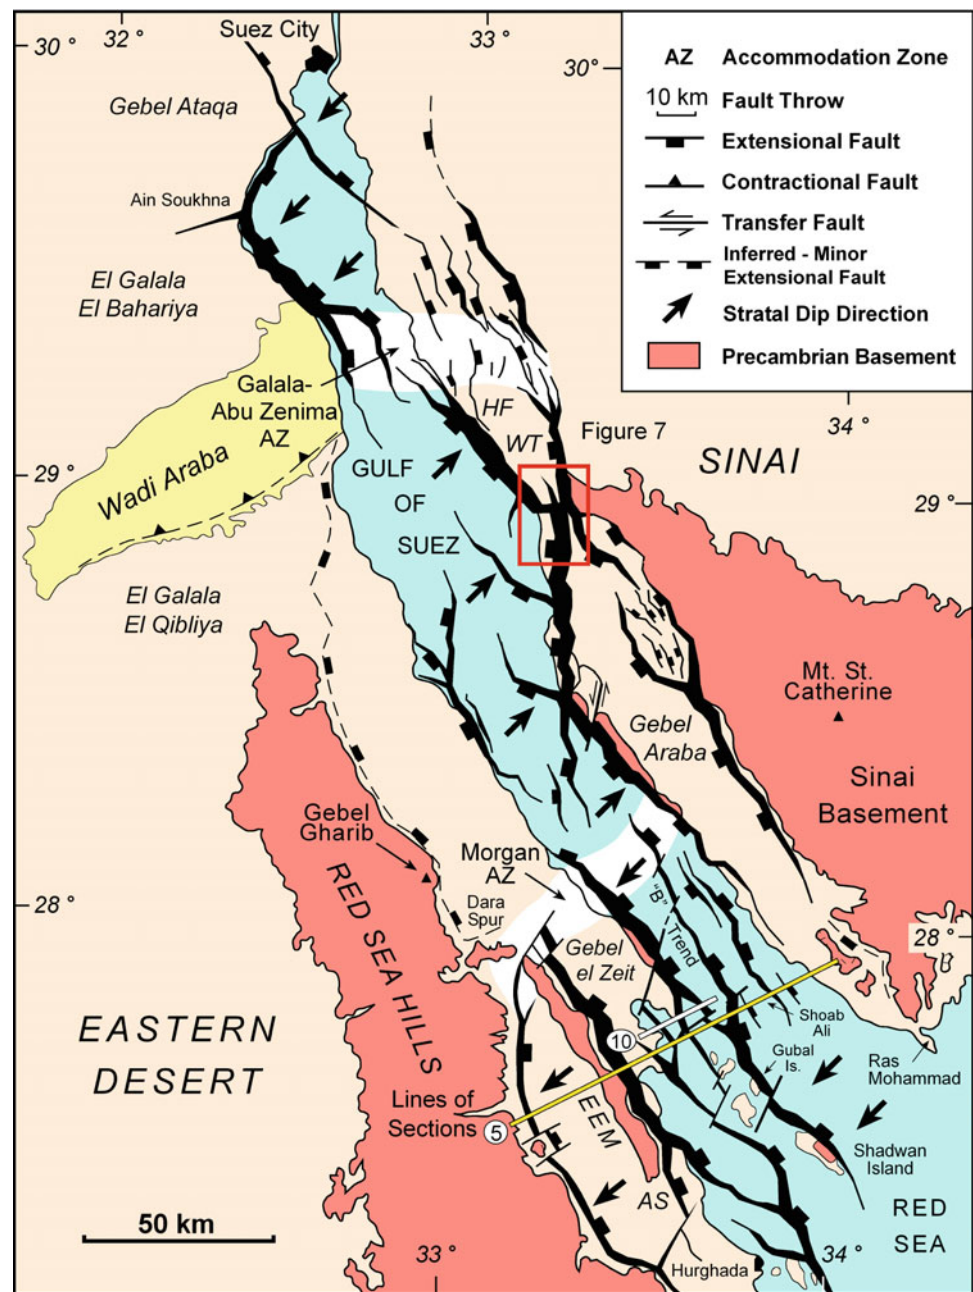 32°
33°
30°
30°
Suez City
Gebel Ataqa
Ain Soukhna
El Galala
El Bahariya
Galala-
Abu Zenima
AZ
Wadi Araba
29°
GULF
OF
SUEZ
HF
WT
Figure 7
SINAI
34°
29°
El Galala
El Qibliya
Mt. St.
Catherine
Gebel
Araba
Sinai
Basement
Gebel
Gharib
RED SEA HILLS
Morgan
AZ
Dara
Spur
28°
"B"
Trend
Gebel
el Zeit
28°
EASTERN
DESERT
10
Shoab
Ali
Gubal
Is.
Ras
Mohammad
Lines of
Sections
5
EEM
AS
Shadwan
Island
RED
SEA
50 km
33°
Hurghada
34°
AZ Accommodation Zone
10 km Fault Throw
Extensional Fault
Contractional Fault
Transfer Fault
Inferred - Minor
Extensional Fault
Stratal Dip Direction
Precambrian Basement